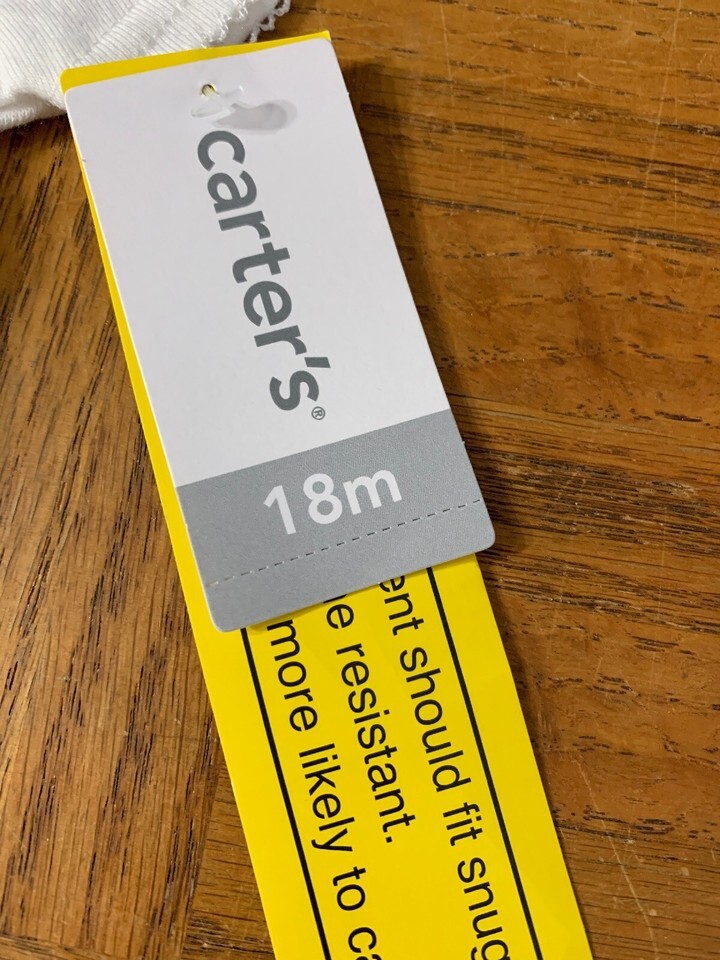 carter's®
18m
ent should fit snug
e resistant.
more likely to ca